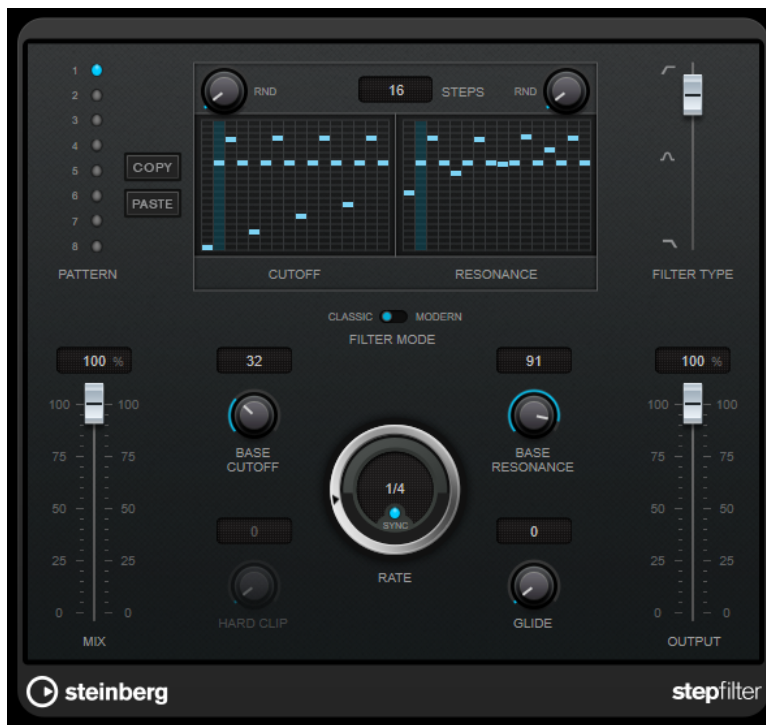 1
2
3
4
5
6
7
8
PATTERN
COPY
PASTE
RND
16 STEPS
RND
CUTOFF
RESONANCE
FILTER TYPE
CLASSIC MODERN
FILTER MODE
100 %
32
91
100 %
100 100
75 75
50 50
25 25
0 0
MIX
BASE
CUTOFF
0
HARD CLIP
1/4
SYNC
RATE
BASE
RESONANCE
0
GLIDE
100 100
75 75
50 50
25 25
0 0
OUTPUT
steinberg
stepfilter